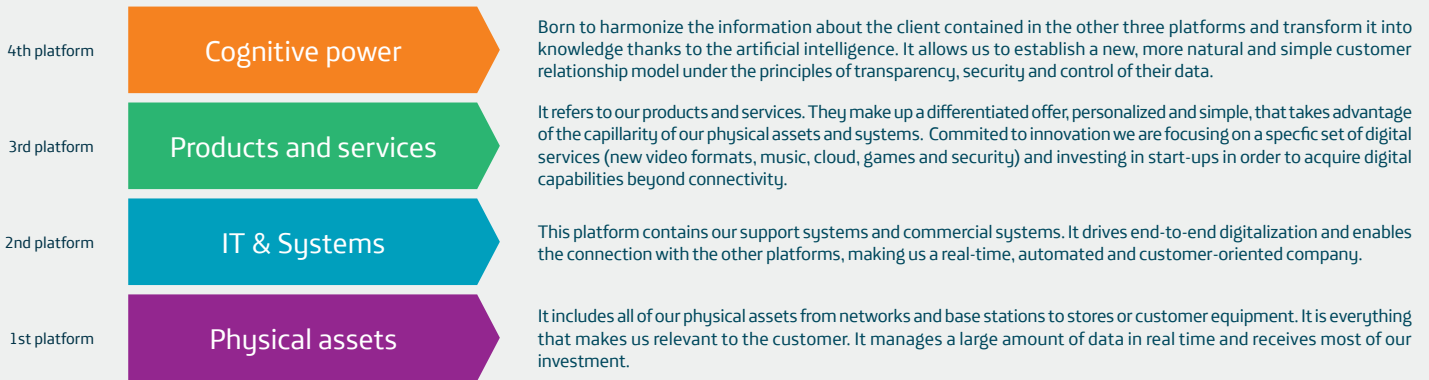 4th platform
Cognitive power
Born to harmonize the information about the client contained in the other three platforms and transform it into
knowledge thanks to the artificial intelligence. It allows us to establish a new, more natural and simple customer
relationship model under the principles of transparency, security and control of their data.
3rd platform
Products and services
It refers to our products and services. They make up a differentiated offer, personalized and simple, that takes advantage
of the capillarity of our physical assets and systems. Commited to innovation we are focusing on a specfic set of digital
services (new video formats, music, cloud, games and security) and investing in start-ups in order to acquire digital
capabilities beyond connectivity.
2nd platform
IT & Systems
This platform contains our support systems and commercial systems. It drives end-to-end digitalization and enables
the connection with the other platforms, making us a real-time, automated and customer-oriented company.
1st platform
Physical assets
It includes all of our physical assets from networks and base stations to stores or customer equipment. It is everything
that makes us relevant to the customer. It manages a large amount of data in real time and receives most of our
investment.